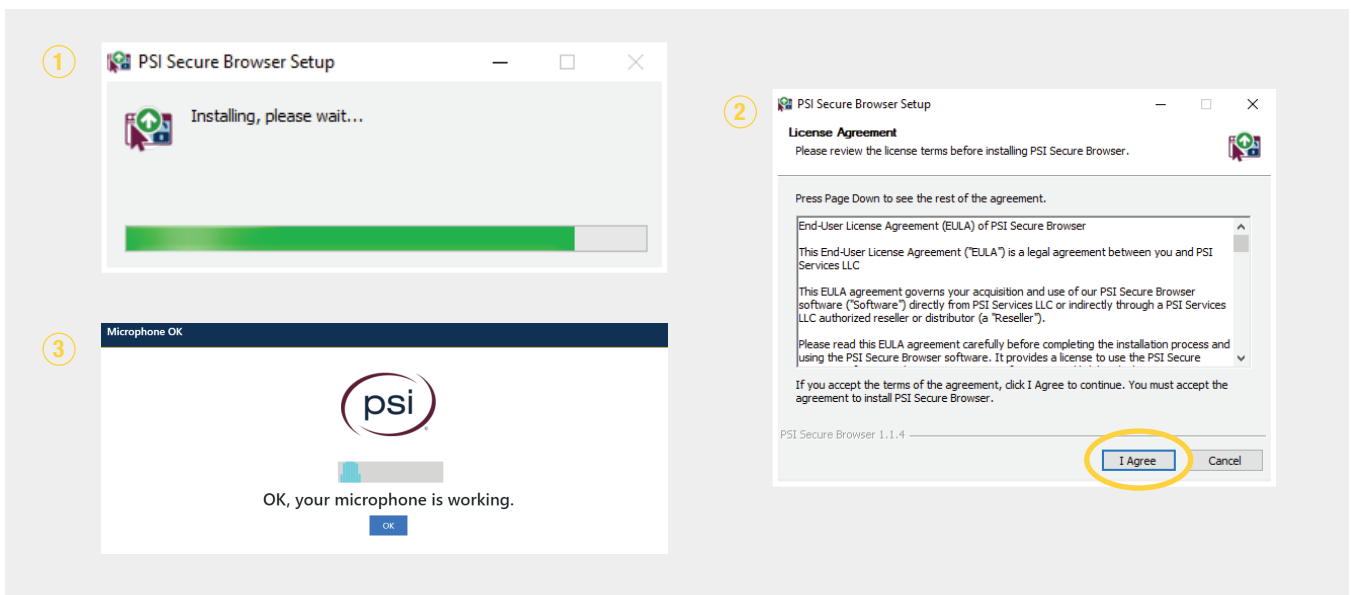 1
PSI Secure Browser Setup
Installing, please wait...
2
PSI Secure Browser Setup
License Agreement
Please review the license terms before installing PSI Secure Browser.
Press Page Down to see the rest of the agreement.
End-User License Agreement (EULA) of PSI Secure Browser
This End-User License Agreement ("EULA") is a legal agreement between you and PSI
Services LLC
This EULA agreement governs your acquisition and use of our PSI Secure Browser
software ("Software") directly from PSI Services LLC or indirectly through a PSI Services
LLC authorized reseller or distributor (a "Reseller").
Please read this EULA agreement carefully before completing the installation process and
using the PSI Secure Browser software. It provides a license to use the PSI Secure
If you accept the terms of the agreement, click I Agree to continue. You must accept the
agreement to install PSI Secure Browser.
PSI Secure Browser 1.1.4
I Agree
Cancel
3
Microphone OK
psi
OK, your microphone is working.
OK